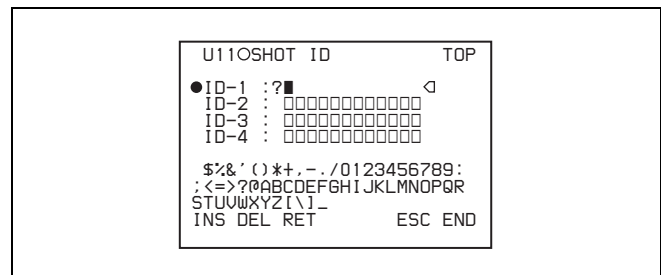 U11○SHOT ID TOP
●ID-1 :?■
ID-2 : □□□□□□□□□□□□
ID-3 : □□□□□□□□□□□□
ID-4 : □□□□□□□□□□□□
$%&'()*+,-./0123456789:
;<=>?@ABCDEFGHIJKLMNOPQR
STUVWXYZ[\]_
INS DEL RET ESC END